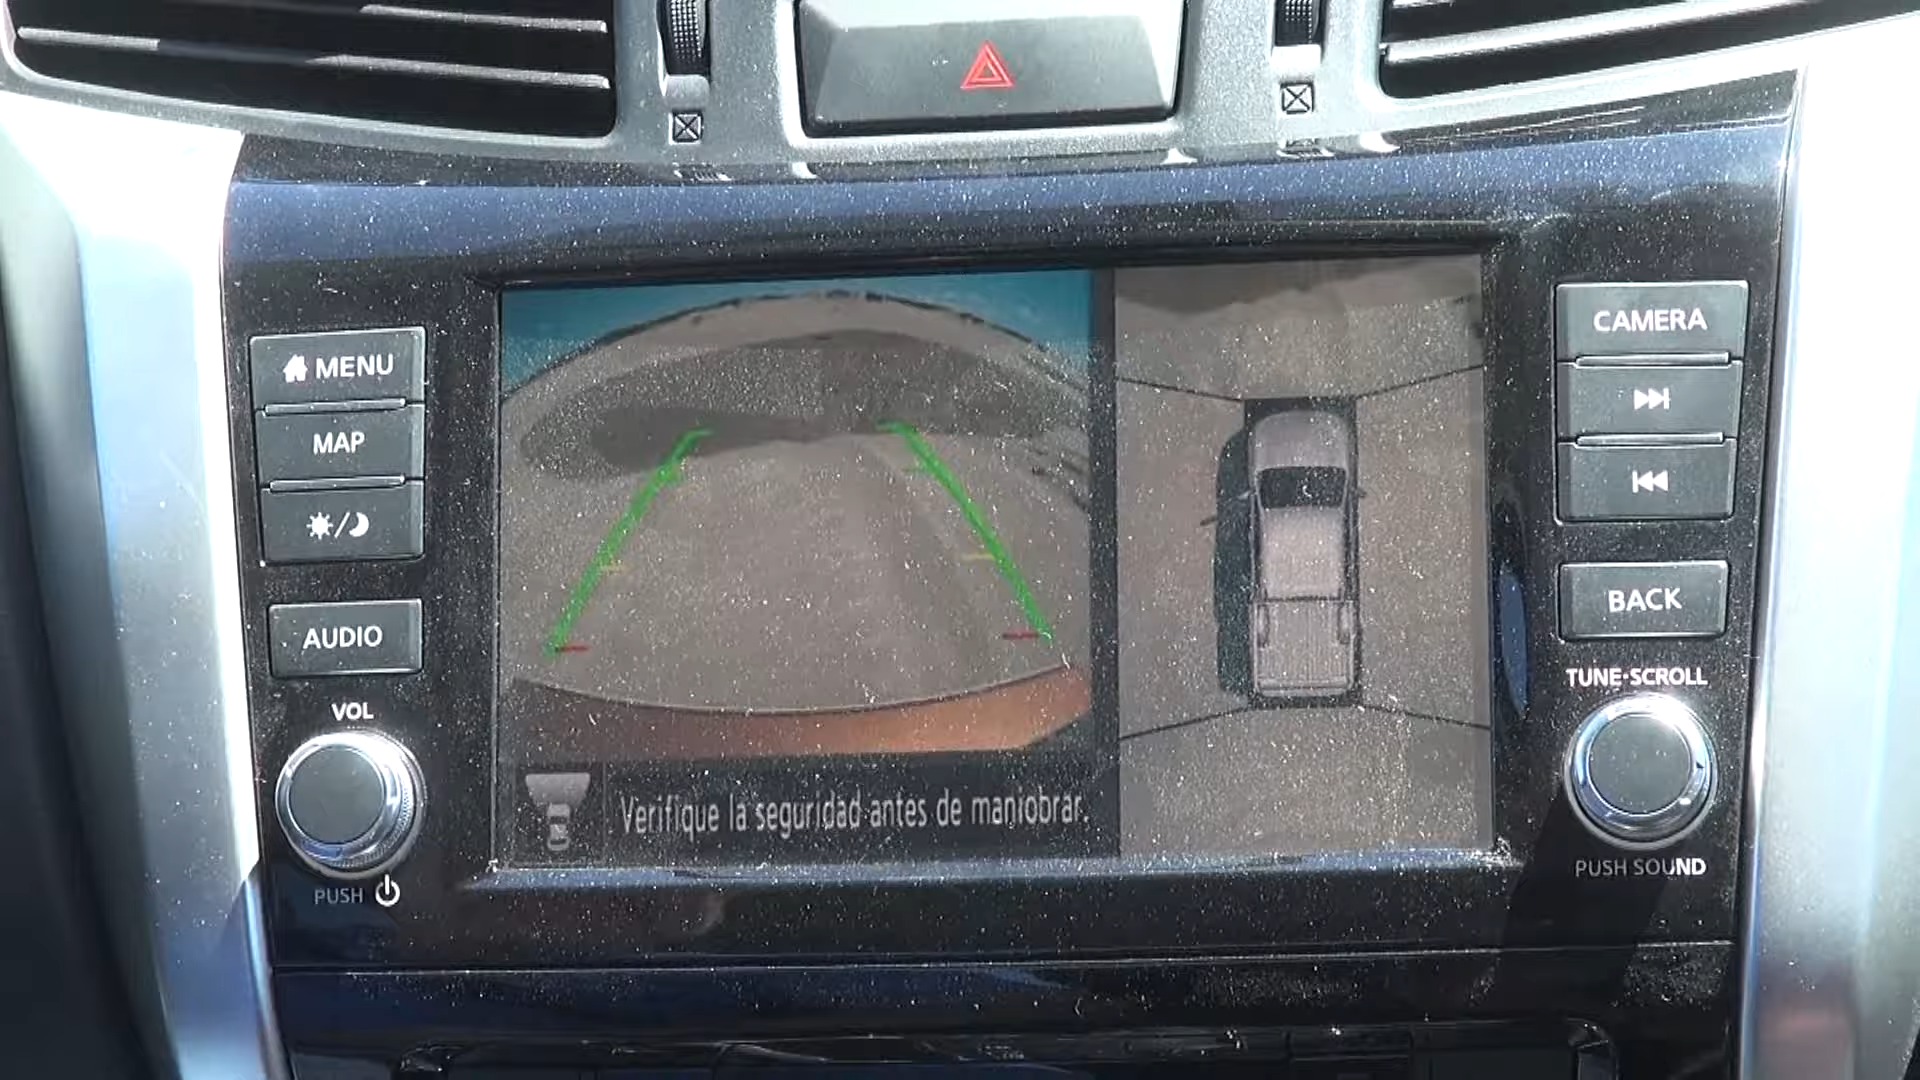 MENU
MAP
AUDIO
VOL
PUSH
Verifique la seguridad antes de maniobrar.
CAMERA
BACK
TUNE·SCROLL
PUSH SOUND